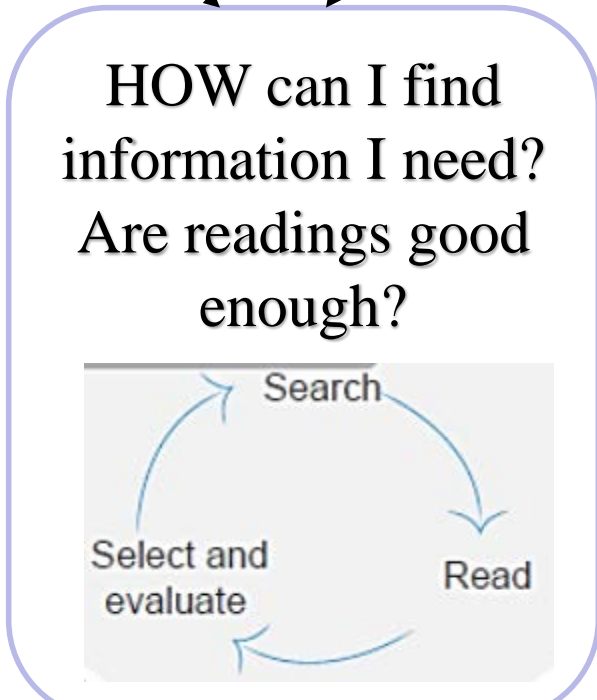 HOW can I find
information I need?
Are readings good
enough?
Search
Read
Select and
evaluate